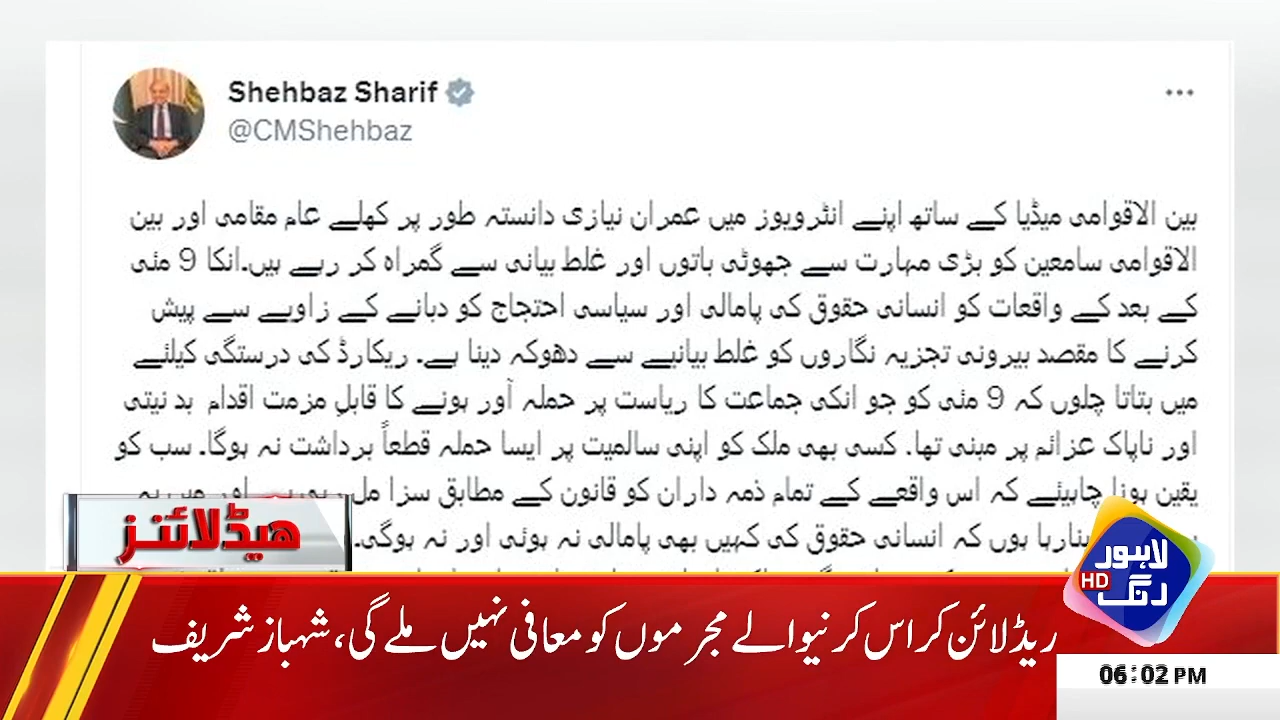 Shehbaz Sharif
@CMShehbaz
بین الاقوامی میڈیا کے ساتھ اپنے انٹرویوز میں عمران نیازی دانستہ طور پر کھلے عام مقامی اور بین
الاقوامی سامعین کو بڑی مہارت سے جھوٹی باتوں اور غلط بیانی سے گمراہ کر رہے ہیں۔انکا 9 مئی
کے بعد کے واقعات کو انسانی حقوق کی پامالی اور سیاسی احتجاج کو دبانے کے زاویے سے پیش
کرنے کا مقصد بیرونی تجزیہ نگاروں کو غلط بیانیے سے دھوکہ دینا ہے۔ ریکارڈ کی درستگی کیلئے
میں بتاتا چلوں کہ 9 مئی کو جو انکی جماعت کا ریاست پر حملہ آور ہونے کا قابلِ مزمت اقدام بد نیتی
اور ناپاک عزائم پر مبنی تھا۔ کسی بھی ملک کو اپنی سالمیت پر ایسا حملہ قطعاً برداشت نہ ہوگا۔ سب کو
یقین ہونا چاہیئے کہ اس واقعے کے تمام ذمہ داران کو قانون کے مطابق سزا
رہا ہوں کہ انسانی حقوق کی کہیں بھی پامالی نہ ہوئی اور نہ ہوگی۔
ہیڈلائنز
لاہور
رنگ
HD
ریڈ لائن کراس کرنیوالے مجرموں کو معافی نہیں ملے گی، شہباز شریف
06:02 PM